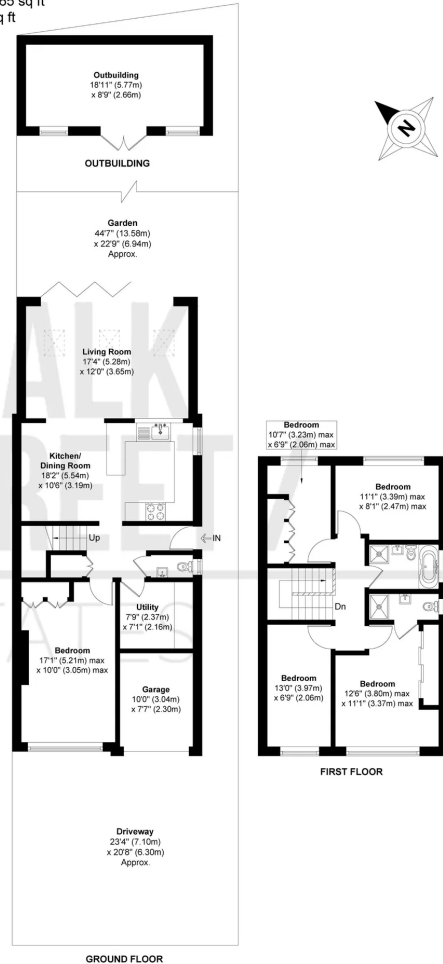 65 sq ft
q ft
Outbuilding
18'11" (5.77m)
x 8'9" (2.66m)
OUTBUILDING
N
Garden
44'7" (13.58m)
x 22'9" (6.94m)
Approx.
ALK
Living Room
17'4" (5.28m)
x 12'0" (3.65m)
REET
Kitchen/
Dining Room
18'2" (5.54m)
x 10'6" (3.19m)
Up
IN
Utility
7'9" (2.37m)
x 7'1" (2.16m)
ATES
Bedroom
17'1" (5.21m) max
x 10'0" (3.05m) max
Garage
10'0" (3.04m)
x 7'7" (2.30m)
Driveway
23'4" (7.10m)
x 20'8" (6.30m)
Approx.
GROUND FLOOR
Bedroom
10'7" (3.23m) max
x 6'9" (2.06m) max
Bedroom
11'1" (3.39m) max
x 8'1" (2.47m) max
Dn
Bedroom
13'0" (3.97m)
x 6'9" (2.06m)
Bedroom
12'6" (3.80m) max
x 11'1" (3.37m) max
FIRST FLOOR